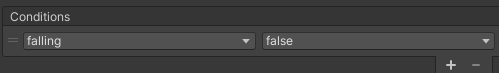 Conditions
falling false
+ −